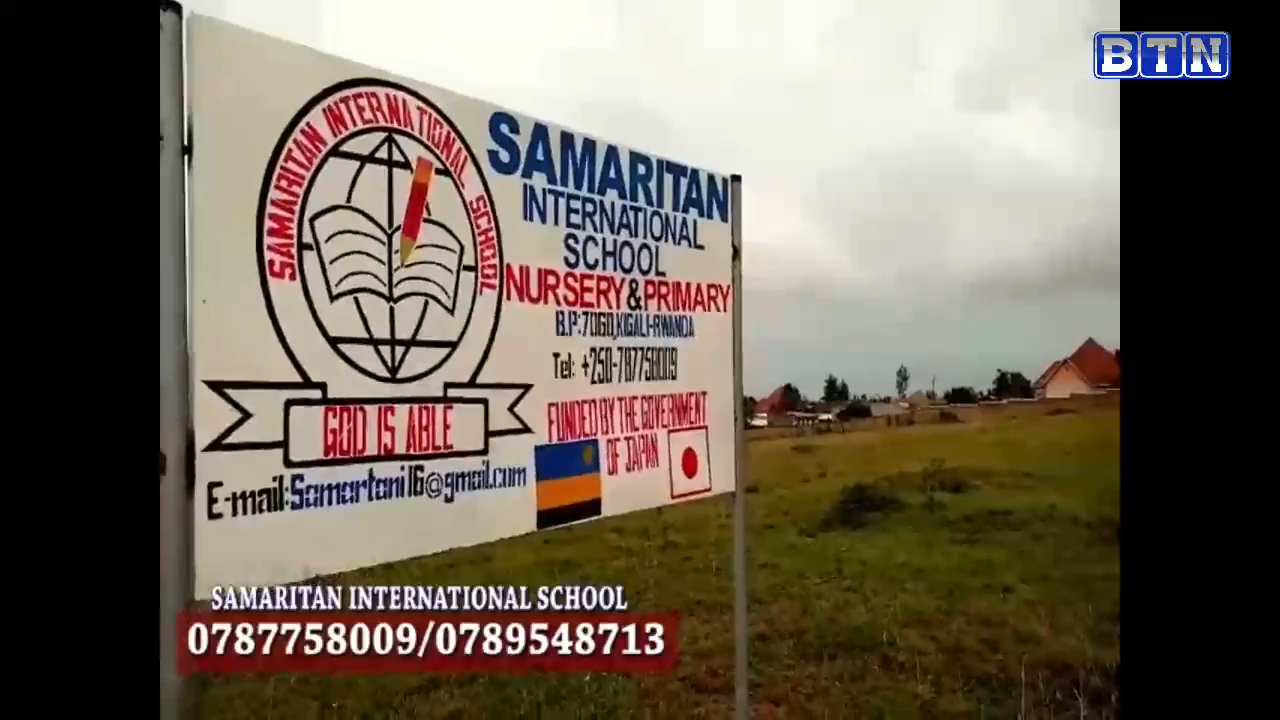 BTN
SAMARITAN INTERNATIONAL SCHOOL
GOD IS ABLE
E-mail:Samartani16@gmail.com
SAMARITAN
INTERNATIONAL
SCHOOL
NURSERY & PRIMARY
B.P:7060,KIGALI-RWANDA
Tel: +250-787758009
FUNDED BY THE GOVERNMENT
OF JAPAN
SAMARITAN INTERNATIONAL SCHOOL
0787758009/0789548713